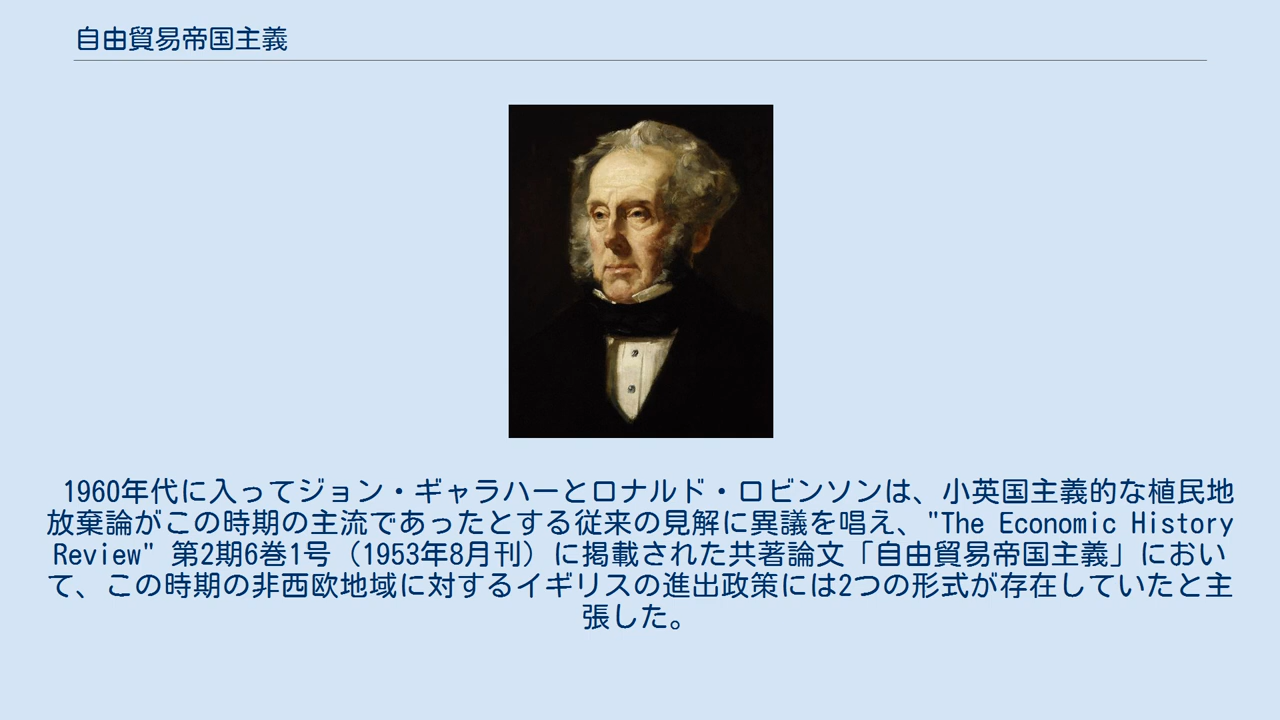 自由貿易帝国主義
1960年代に入ってジョン・ギャラハーとロナルド・ロビンソンは、小英国主義的な植民地
放棄論がこの時期の主流であったとする従来の見解に異議を唱え、"The Economic History
Review" 第2期6巻1号（1953年8月刊）に掲載された共著論文「自由貿易帝国主義」におい
て、この時期の非西欧地域に対するイギリスの進出政策には2つの形式が存在していたと主
張した。